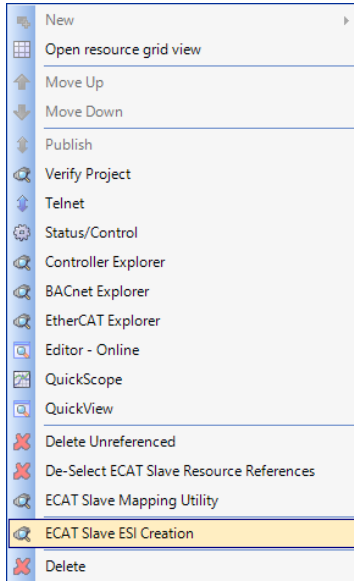 New
Open resource grid view
Move Up
Move Down
Publish
Verify Project
Telnet
Status/Control
Controller Explorer
BACnet Explorer
EtherCAT Explorer
Editor - Online
QuickScope
QuickView
Delete Unreferenced
De-Select ECAT Slave Resource References
ECAT Slave Mapping Utility
ECAT Slave ESI Creation
Delete